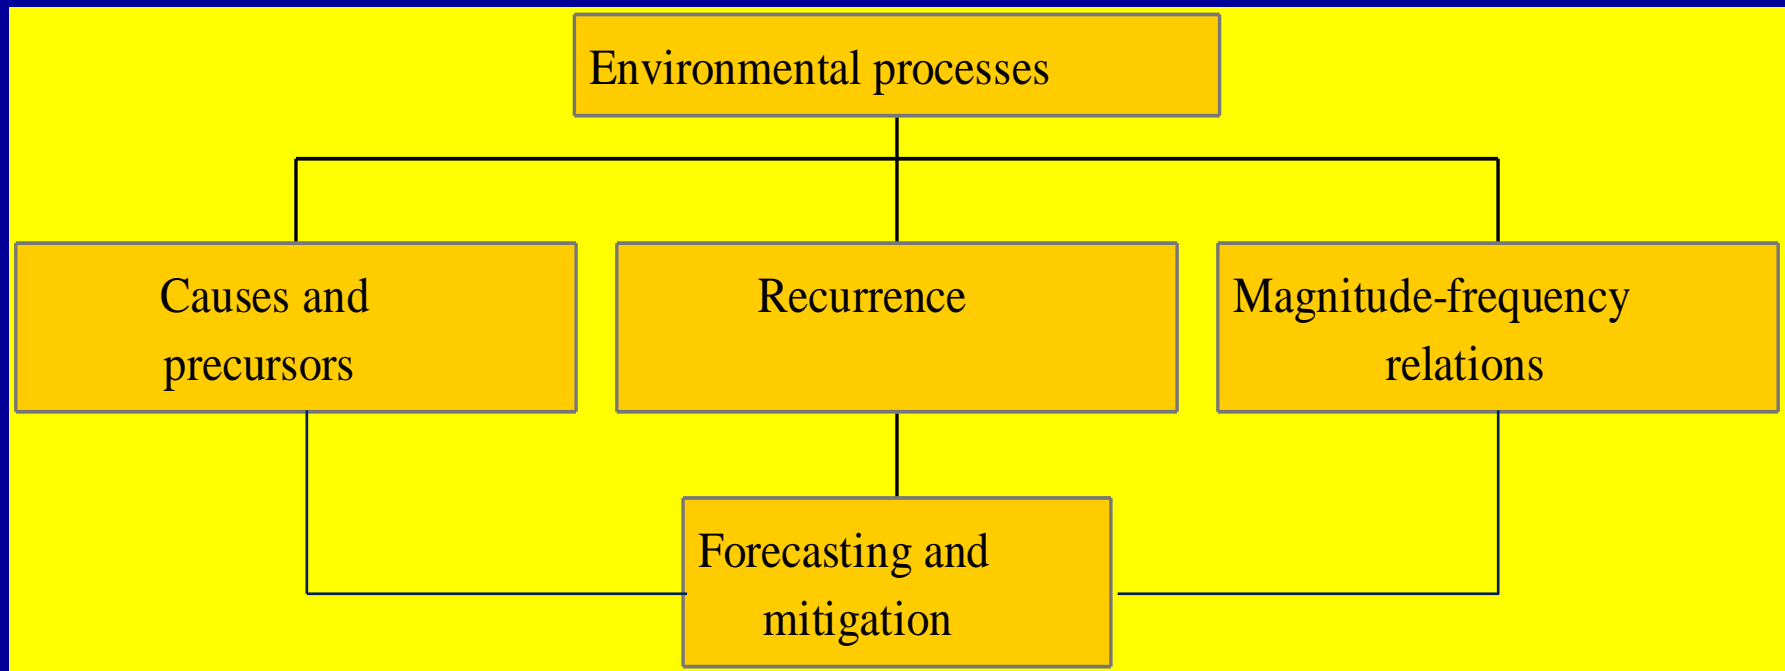 Environmental processes
Causes and
precursors
Recurrence
Magnitude-frequency
relations
Forecasting and
mitigation